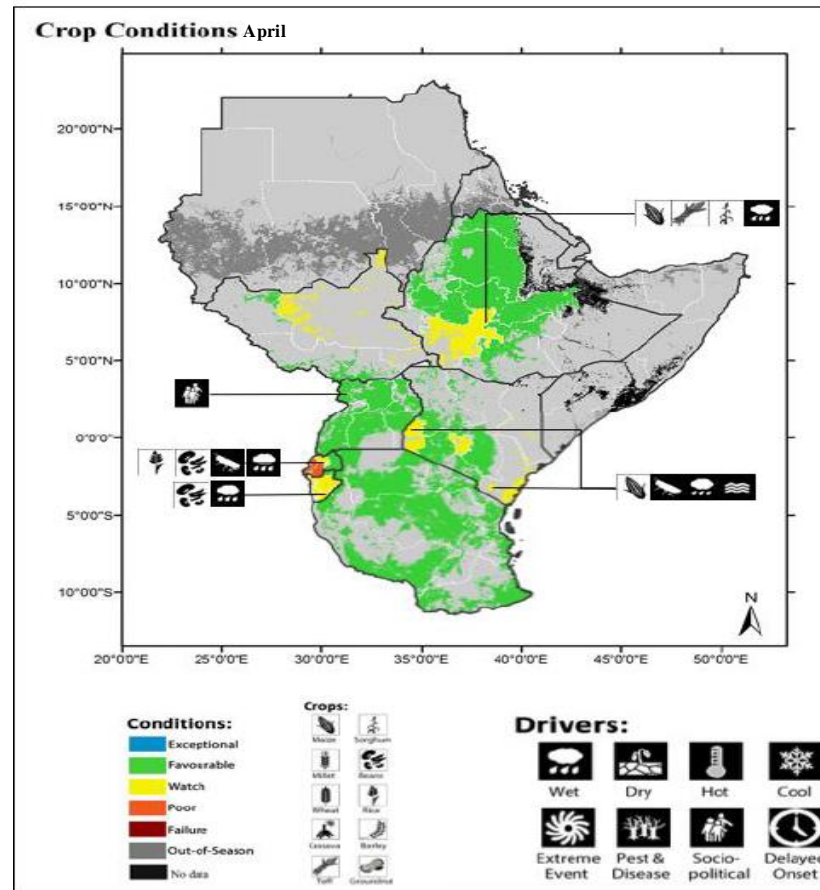 Crop Conditions April
20°0'0"N
15°0'0"N
10°0'0"N
5°0'0"N
0°0'0"
5°0'0"S
10°0'0"S
N
20°0'0"E 25°0'0"E 30°0'0"E 35°0'0"E 40°0'0"E 45°0'0"E 50°0'0"E
Conditions:
Exceptional
Favourable
Watch
Poor
Failure
Out-of-Season
No data
Crops:
Maize Sorghum
Millet Beans
Wheat Rice
Cassava Barley
Teff Groundnut
Drivers:
Wet Dry Hot Cool
Extreme Event Pest & Disease Socio-political Delayed Onset